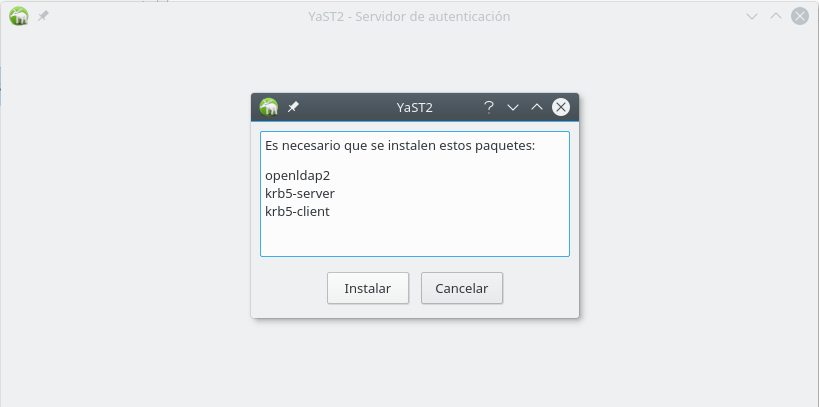 YaST2 - Servidor de autenticación
YaST2
Es necesario que se instalen estos paquetes:
openldap2
krb5-server
krb5-client
Instalar
Cancelar